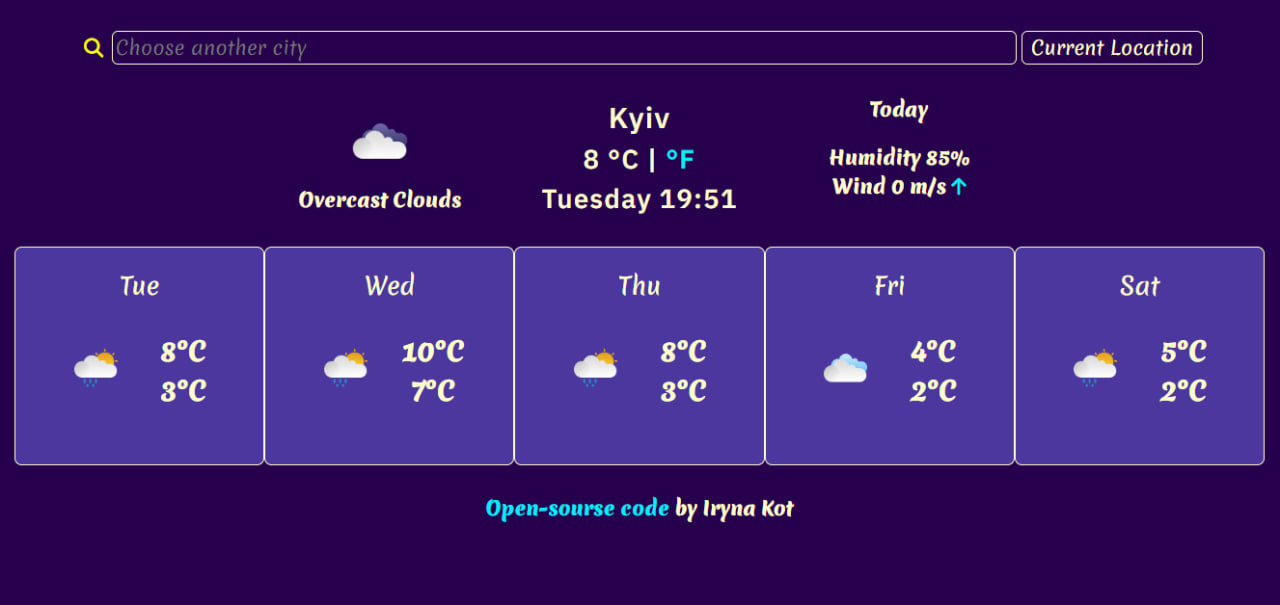 Choose another city
Current Location
Overcast Clouds
Kyiv
8 °C | °F
Tuesday 19:51
Today
Humidity 85%
Wind 0 m/s ↑
Tue
8°C
3°C
Wed
10°C
7°C
Thu
8°C
3°C
Fri
4°C
2°C
Sat
5°C
2°C
Open-sourse code by Iryna Kot